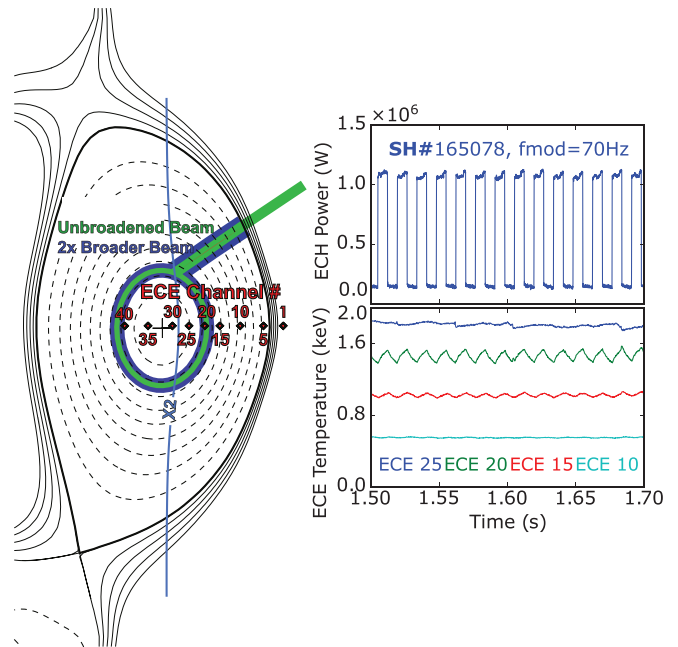 Unbroadened Beam
2x Broader Beam
ECE Channel #
40 30 20 10 1
35 25 15 5
X2
×10⁶
1.5
1.0
0.5
0.0
ECH Power (W)
SH#165078, fmod=70Hz
2.0
1.6
0.8
0.0
ECE Temperature (keV)
ECE 25 ECE 20 ECE 15 ECE 10
1.50 1.55 1.60 1.65 1.70
Time (s)